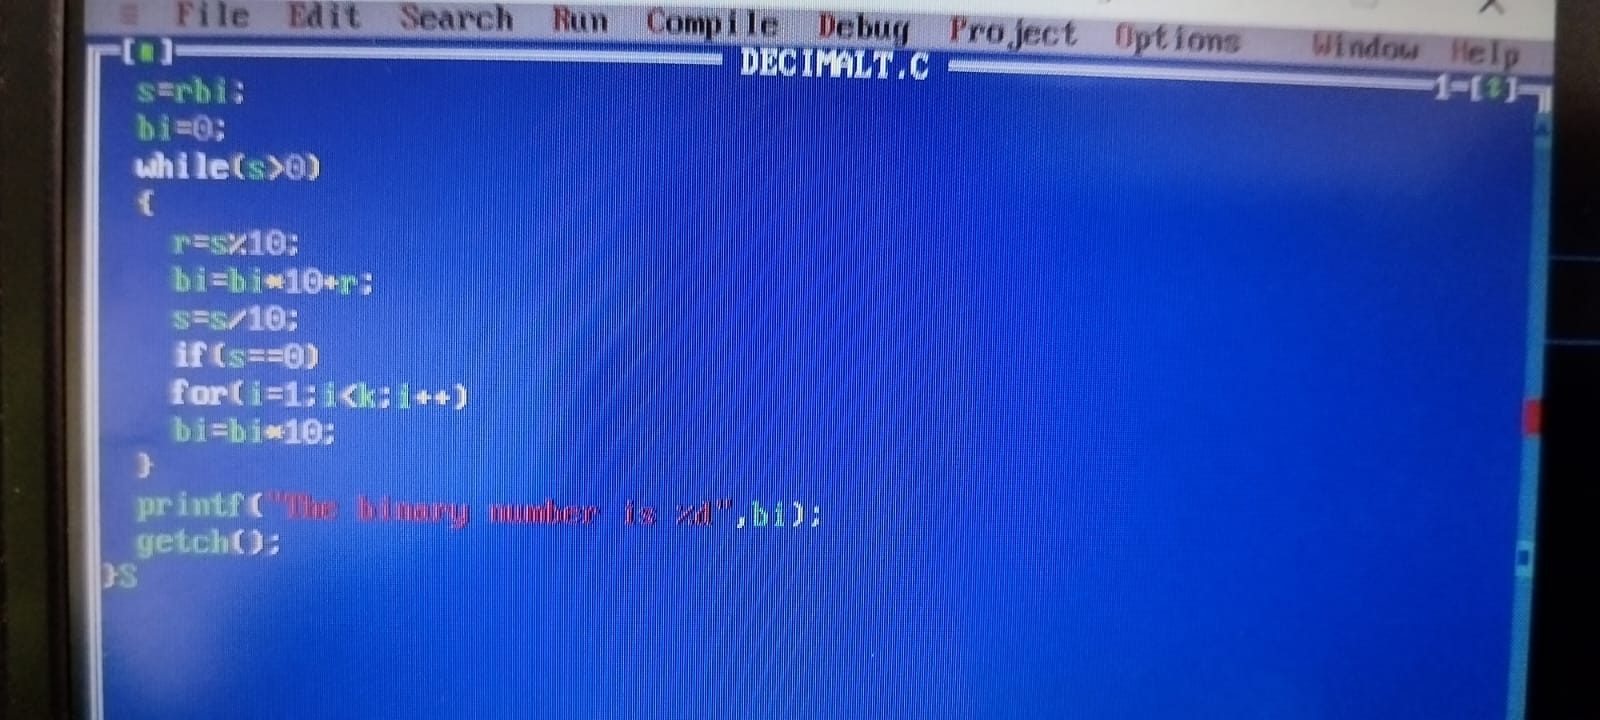 ≡ File Edit Search Run Compile Debug Project Options Window Help
[■] DECIMALT.C 1-[↕]
s=rbi;
bi=0;
while(s>0)
{
r=s%10;
bi=bi*10+r;
s=s/10;
if(s==0)
for(i=1;i<k;i++)
bi=bi*10;
}
printf("The binary number is %d",bi);
getch();
}S